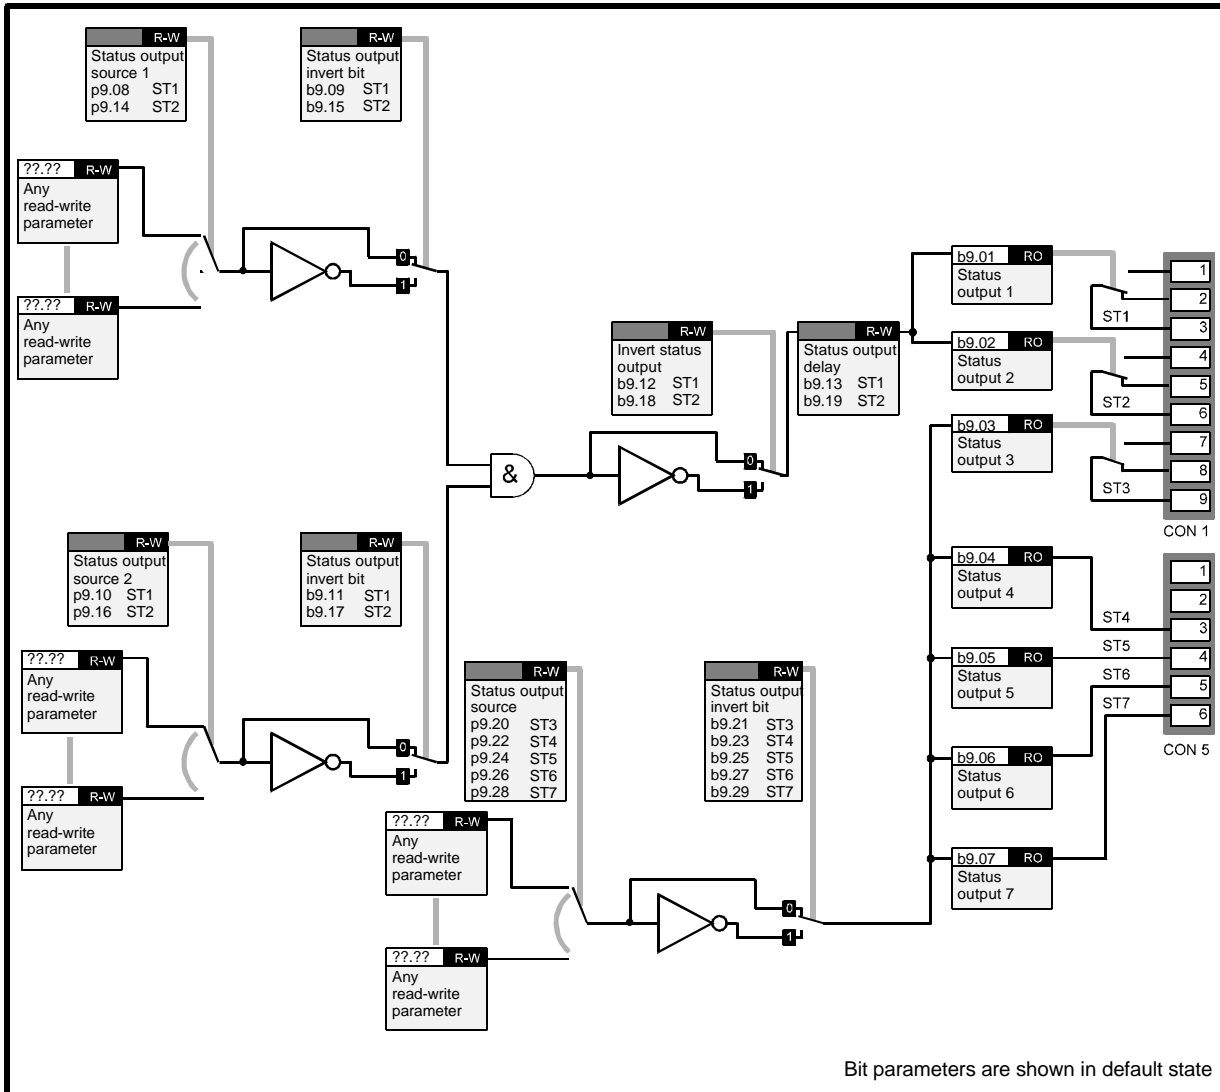 R-W
Status output
source 1
p9.08 ST1
p9.14 ST2
R-W
Status output
invert bit
b9.09 ST1
b9.15 ST2
??.?? R-W
Any
read-write
parameter
??.?? R-W
Any
read-write
parameter
0
1
R-W
Invert status
output
b9.12 ST1
b9.18 ST2
R-W
Status output
delay
b9.13 ST1
b9.19 ST2
&
0
1
b9.01 RO
Status
output 1
b9.02 RO
Status
output 2
b9.03 RO
Status
output 3
b9.04 RO
Status
output 4
b9.05 RO
Status
output 5
b9.06 RO
Status
output 6
b9.07 RO
Status
output 7
ST1
ST2
ST3
1
2
3
4
5
6
7
8
9
CON 1
ST4
ST5
ST6
ST7
1
2
3
4
5
6
CON 5
R-W
Status output
source 2
p9.10 ST1
p9.16 ST2
R-W
Status output
invert bit
b9.11 ST1
b9.17 ST2
??.?? R-W
Any
read-write
parameter
??.?? R-W
Any
read-write
parameter
0
1
R-W
Status output
source
p9.20 ST3
p9.22 ST4
p9.24 ST5
p9.26 ST6
p9.28 ST7
R-W
Status output
invert bit
b9.21 ST3
b9.23 ST4
b9.25 ST5
b9.27 ST6
b9.29 ST7
??.?? R-W
Any
read-write
parameter
??.?? R-W
Any
read-write
parameter
0
1
Bit parameters are shown in default state